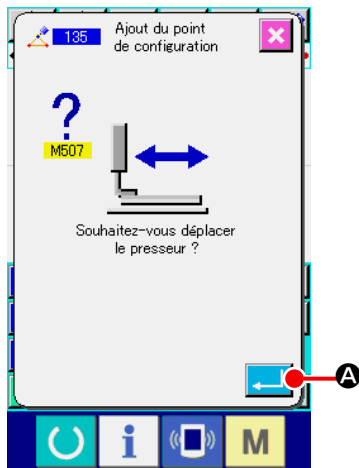 135
Ajout du point
de configuration
?
M507
Souhaitez-vous déplacer
le presseur ?
A
i
M